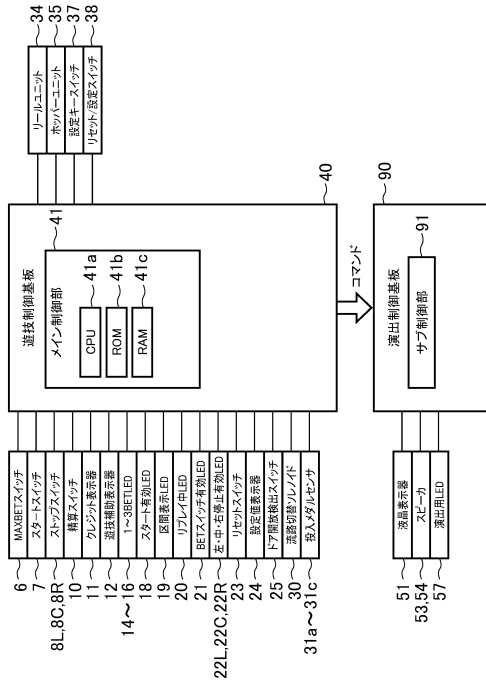 6 MAXBETスイッチ
7 スタートスイッチ
8L,8C,8R ストップスイッチ
10 精算スイッチ
11 クレジット表示器
12 遊技補助表示器
14～16 1～3BETLED
18 スタート有効LED
19 区間表示LED
20 リプレイ中LED
21 BETスイッチ有効LED
22L,22C,22R 左・中・右停止有効LED
23 リセットスイッチ
24 設定値表示器
25 ドア開放検出スイッチ
30 流路切替ソレノイド
31a～31c 投入メダルセンサ
遊技制御基板
40
メイン制御部
41
CPU 41a
ROM 41b
RAM 41c
リールユニット 34
ホッパーユニット 35
設定キースイッチ 37
リセット/設定スイッチ 38
コマンド
51 液晶表示器
53,54 スピーカ
57 演出用LED
演出制御基板
90
サブ制御部
91